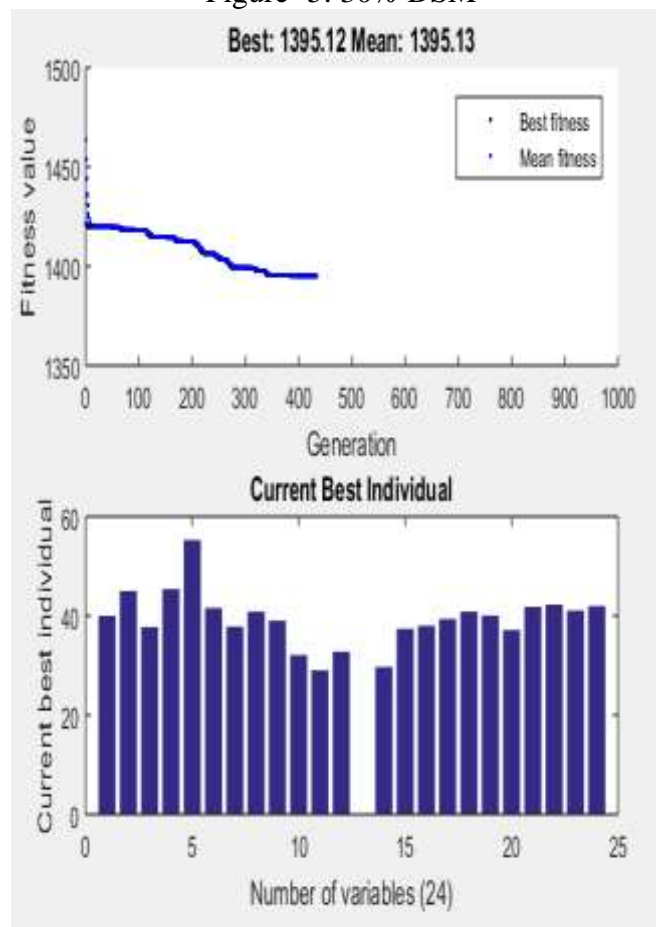 Best: 1395.12 Mean: 1395.13
1500
1450
1400
1350
Fitness value
Best fitness
Mean fitness
0 100 200 300 400 500 600 700 800 900 1000
Generation
Current Best Individual
60
40
20
0
Current best individual
0 5 10 15 20 25
Number of variables (24)